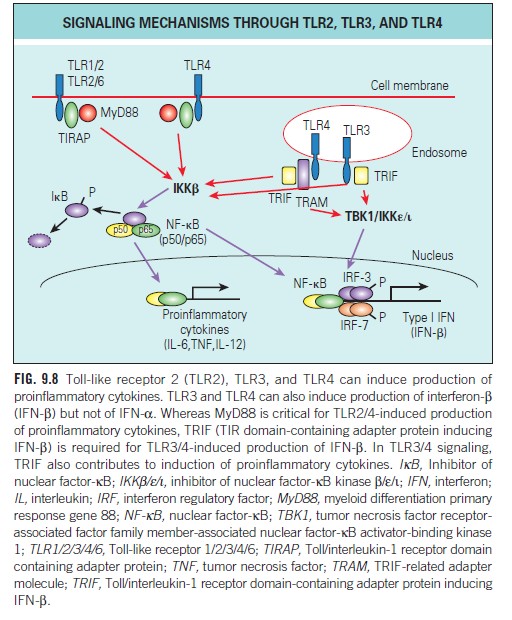 SIGNALING MECHANISMS THROUGH TLR2, TLR3, AND TLR4
TLR1/2
TLR2/6
TLR4
Cell membrane
MyD88
TIRAP
TLR4
TLR3
Endosome
TRIF
TRIF
TRAM
IKKβ
TBK1/IKKε/ι
IκB
P
p50
p65
NF-κB
(p50/p65)
Nucleus
NF-κB
IRF-3
P
P
IRF-7
Proinflammatory
cytokines
(IL-6,TNF,IL-12)
Type I IFN
(IFN-β)
FIG. 9.8 Toll-like receptor 2 (TLR2), TLR3, and TLR4 can induce production of
proinflammatory cytokines. TLR3 and TLR4 can also induce production of interferon-β
(IFN-β) but not of IFN-α. Whereas MyD88 is critical for TLR2/4-induced production
of proinflammatory cytokines, TRIF (TIR domain-containing adapter protein inducing
IFN-β) is required for TLR3/4-induced production of IFN-β. In TLR3/4 signaling,
TRIF also contributes to induction of proinflammatory cytokines. IκB, Inhibitor of
nuclear factor-κB; IKKβ/ε/ι, inhibitor of nuclear factor-κB kinase β/ε/ι; IFN, interferon;
IL, interleukin; IRF, interferon regulatory factor; MyD88, myeloid differentiation primary
response gene 88; NF-κB, nuclear factor-κB; TBK1, tumor necrosis factor receptor-
associated factor family member-associated nuclear factor-κB activator-binding kinase
1; TLR1/2/3/4/6, Toll-like receptor 1/2/3/4/6; TIRAP, Toll/interleukin-1 receptor domain
containing adapter protein; TNF, tumor necrosis factor; TRAM, TRIF-related adapter
molecule; TRIF, Toll/interleukin-1 receptor domain-containing adapter protein inducing
IFN-β.